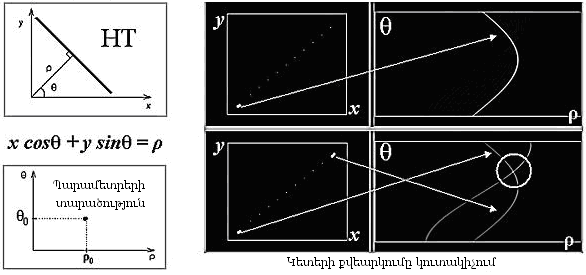 y
HT
ρ
θ
x
x cosθ + y sinθ = ρ
θ
Պարամետրերի
տարածություն
θ0
ρ0
ρ
y
x
θ
ρ
y
x
θ
ρ
Կետերի քվեարկումը կուտակիչում